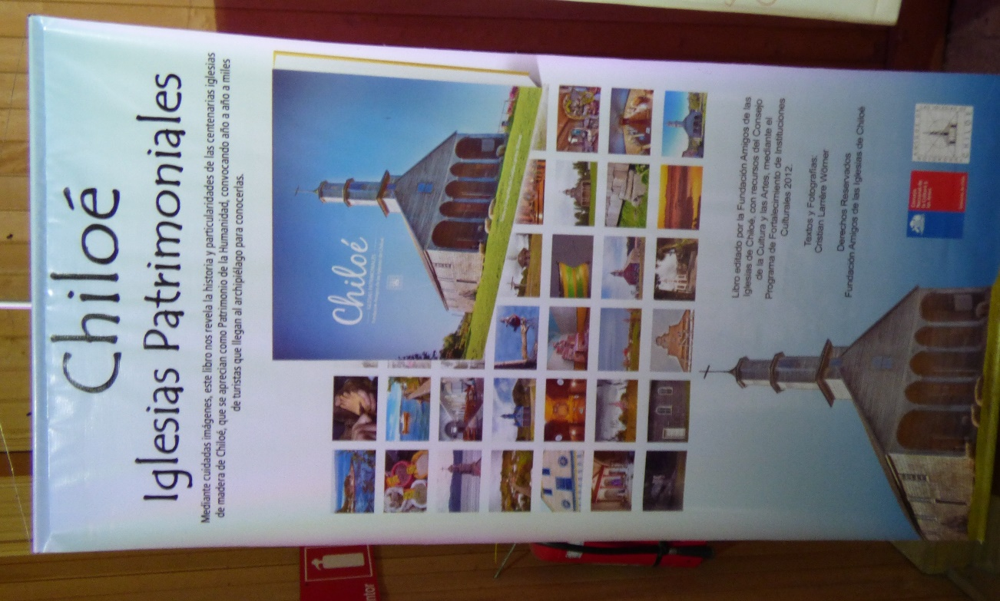 Chiloé
Iglesias Patrimoniales
Mediante cuidadas imágenes, este libro nos revela la historia y particularidades de las centenarias iglesias
de madera de Chiloé, que se aprecian como Patrimonio de la Humanidad, convocando año a año a miles
de turistas que llegan al archipiélago para conocerlas.
Chiloé
Libro editado por la Fundación Amigos de las
Iglesias de Chiloé, con recursos del Consejo
de la Cultura y las Artes, mediante el
Programa de Fortalecimiento de Instituciones
Culturales 2012.
Textos y Fotografías:
Cristian Larrère Wörner
Derechos Reservados
Fundación Amigos de las Iglesias de Chiloé